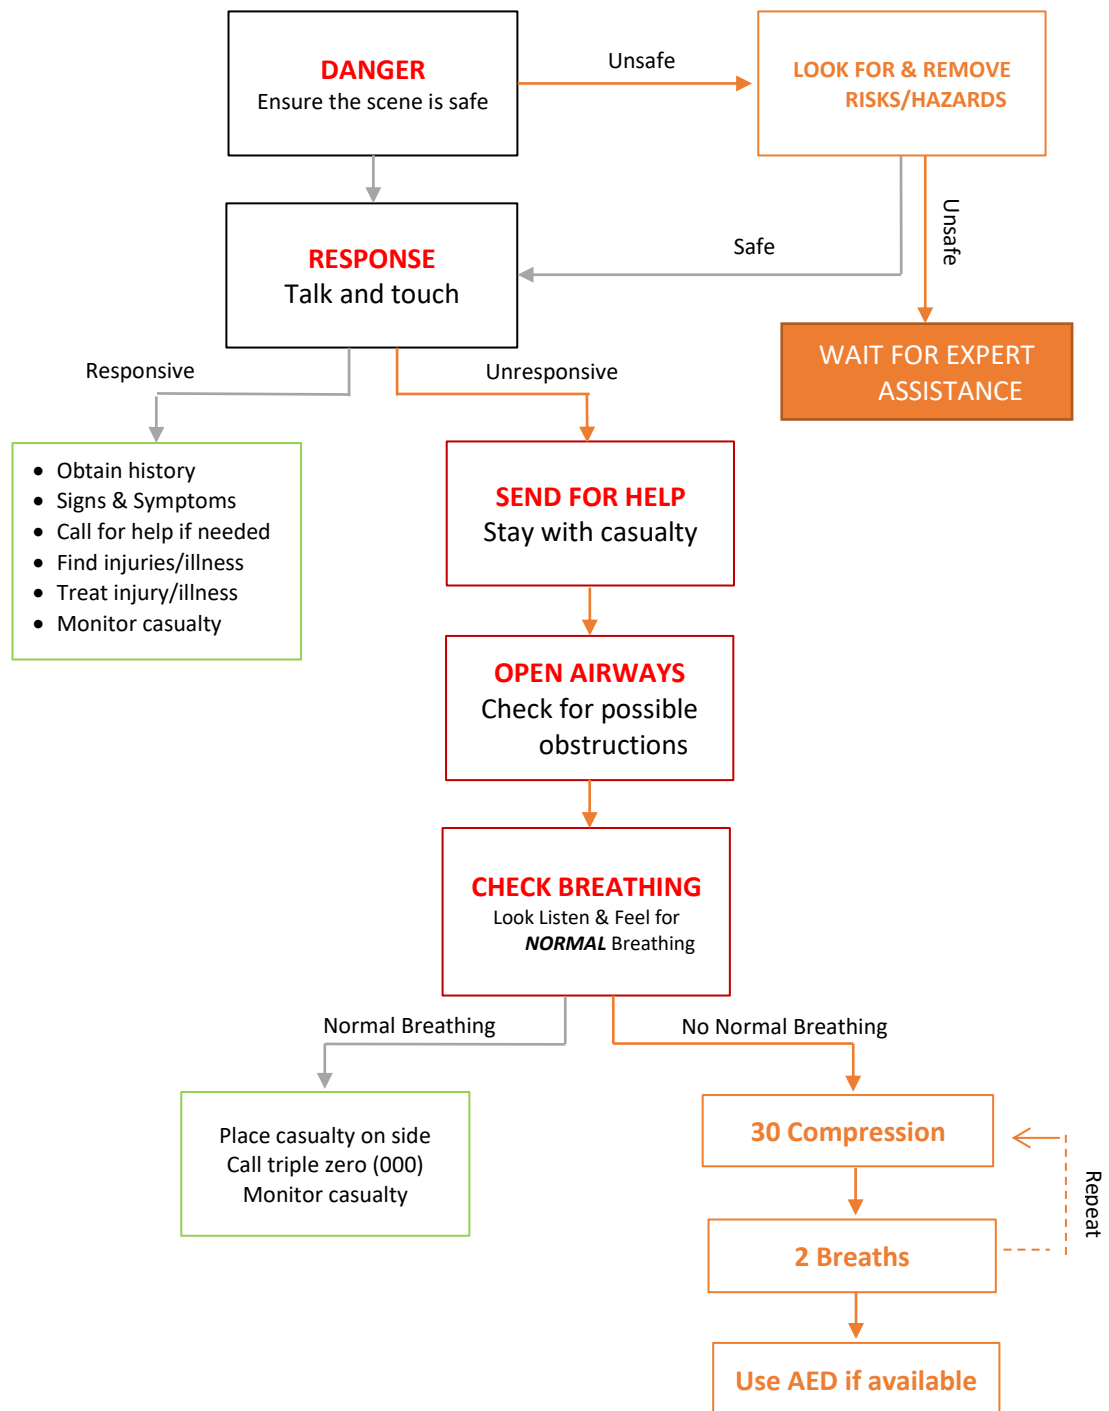 DANGER
Ensure the scene is safe
Unsafe
LOOK FOR & REMOVE
RISKS/HAZARDS
Unsafe
Safe
RESPONSE
Talk and touch
WAIT FOR EXPERT
ASSISTANCE
Responsive
Unresponsive
• Obtain history
• Signs & Symptoms
• Call for help if needed
• Find injuries/illness
• Treat injury/illness
• Monitor casualty
SEND FOR HELP
Stay with casualty
OPEN AIRWAYS
Check for possible
obstructions
CHECK BREATHING
Look Listen & Feel for
NORMAL Breathing
Normal Breathing
No Normal Breathing
Place casualty on side
Call triple zero (000)
Monitor casualty
30 Compression
Repeat
2 Breaths
Use AED if available